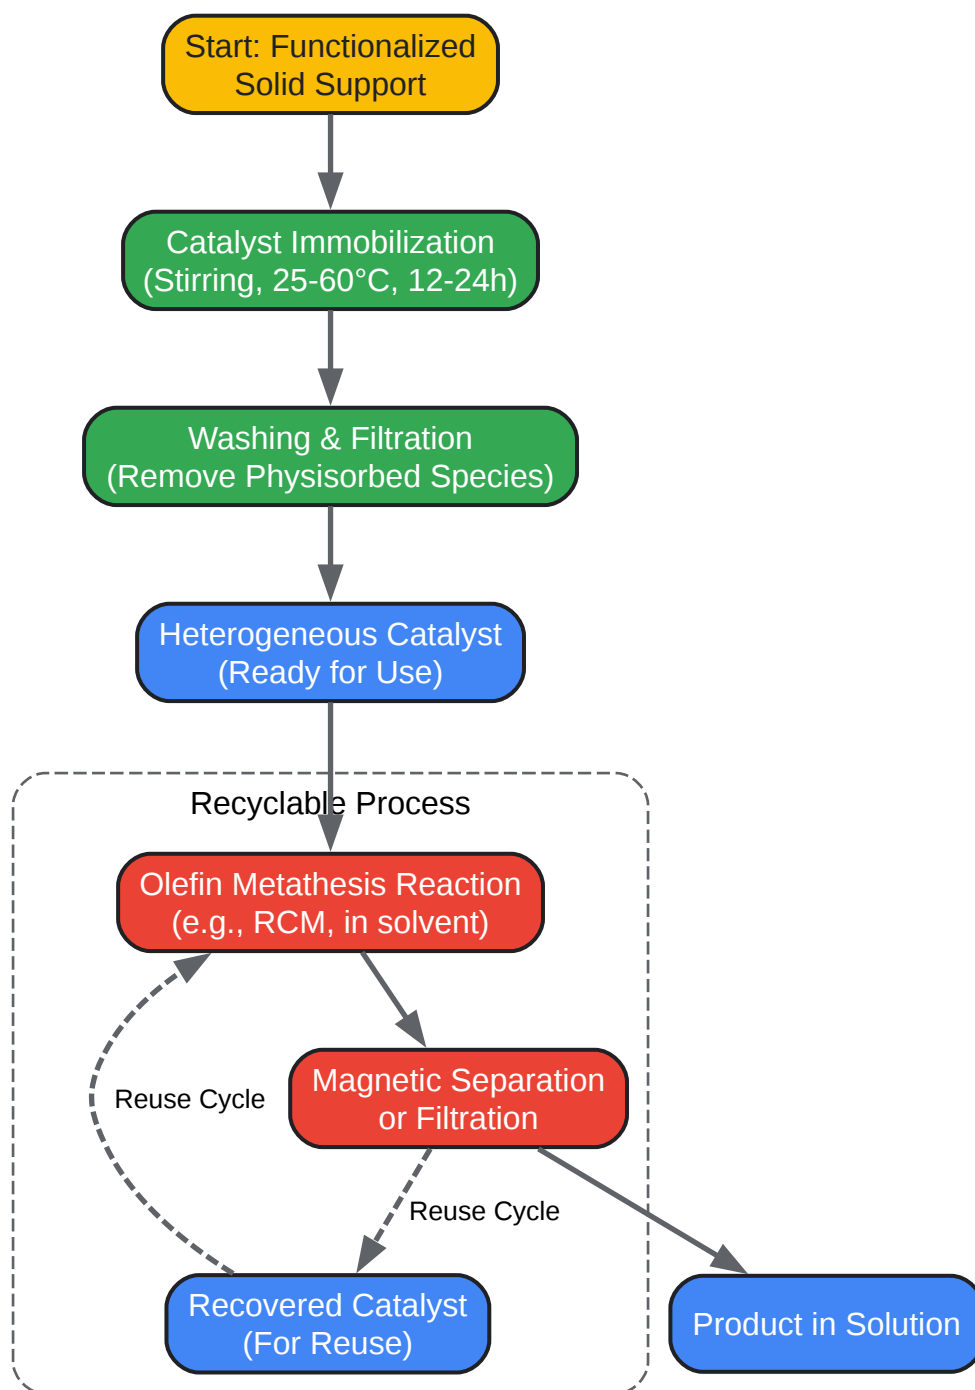 Start: Functionalized
Solid Support
Catalyst Immobilization
(Stirring, 25-60°C, 12-24h)
Washing & Filtration
(Remove Physisorbed Species)
Heterogeneous Catalyst
(Ready for Use)
Recyclable Process
Olefin Metathesis Reaction
(e.g., RCM, in solvent)
Magnetic Separation
or Filtration
Reuse Cycle
Reuse Cycle
Recovered Catalyst
(For Reuse)
Product in Solution